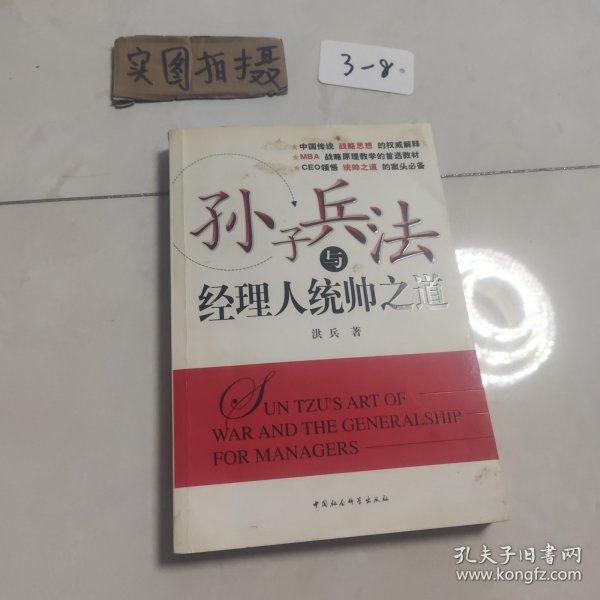 实图拍摄
3-8.
★中国传统 战略思想 的权威解释
★MBA 战略原理教学的首选教材
★CEO领悟 统帅之道 的案头必备
孙子兵法
与
经理人统帅之道
洪兵 著
SUN TZU'S ART OF
WAR AND THE GENERALSHIP
FOR MANAGERS
中国社会科学出版社
孔夫子旧书网
www.kongfz.com